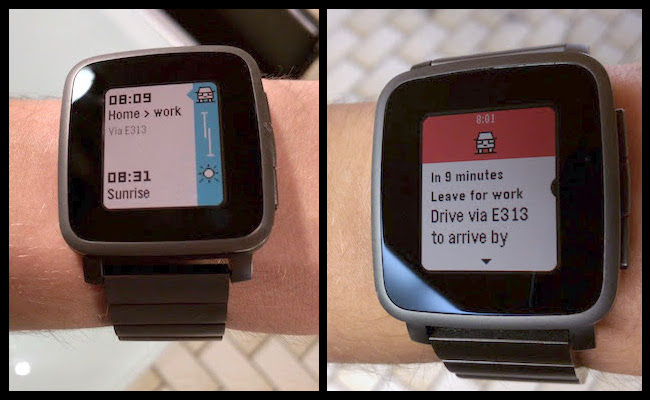 08:09
Home > work
Via E313
08:31
Sunrise
8:01
In 9 minutes
Leave for work
Drive via E313
to arrive by